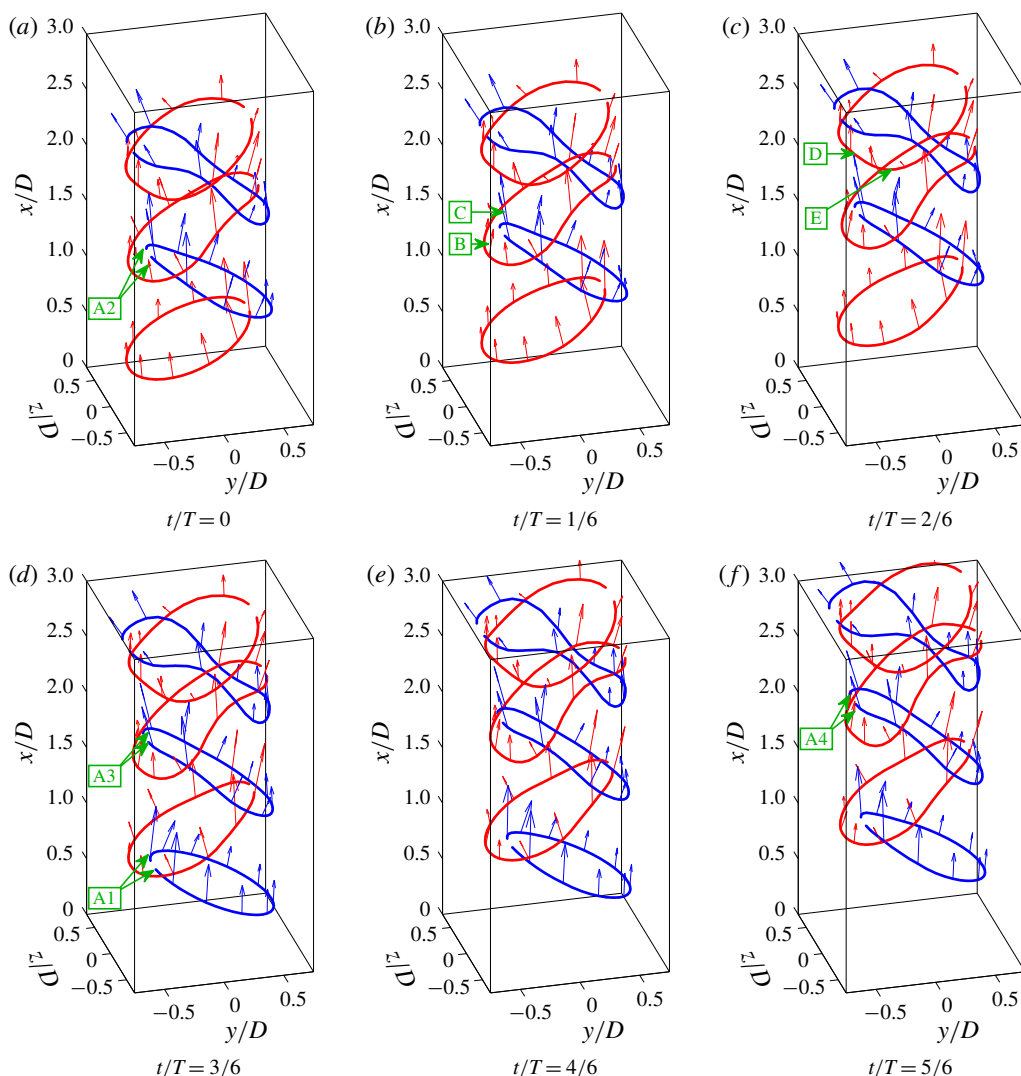 (a) 3.0
2.5
2.0
x/D 1.5
1.0
0.5
0
0.5
0
−0.5
z/D
−0.5
0
0.5
y/D
A2
t/T = 0
(b) 3.0
2.5
2.0
x/D 1.5
1.0
0.5
0
0.5
0
−0.5
z/D
−0.5
0
0.5
y/D
C
B
t/T = 1/6
(c) 3.0
2.5
2.0
x/D 1.5
1.0
0.5
0
0.5
0
−0.5
z/D
−0.5
0
0.5
y/D
D
E
t/T = 2/6
(d) 3.0
2.5
2.0
x/D 1.5
1.0
0.5
0
0.5
0
−0.5
z/D
−0.5
0
0.5
y/D
A3
A1
t/T = 3/6
(e) 3.0
2.5
2.0
x/D 1.5
1.0
0.5
0
0.5
0
−0.5
z/D
−0.5
0
0.5
y/D
t/T = 4/6
(f) 3.0
2.5
2.0
x/D 1.5
1.0
0.5
0
0.5
0
−0.5
z/D
−0.5
0
0.5
y/D
A4
t/T = 5/6